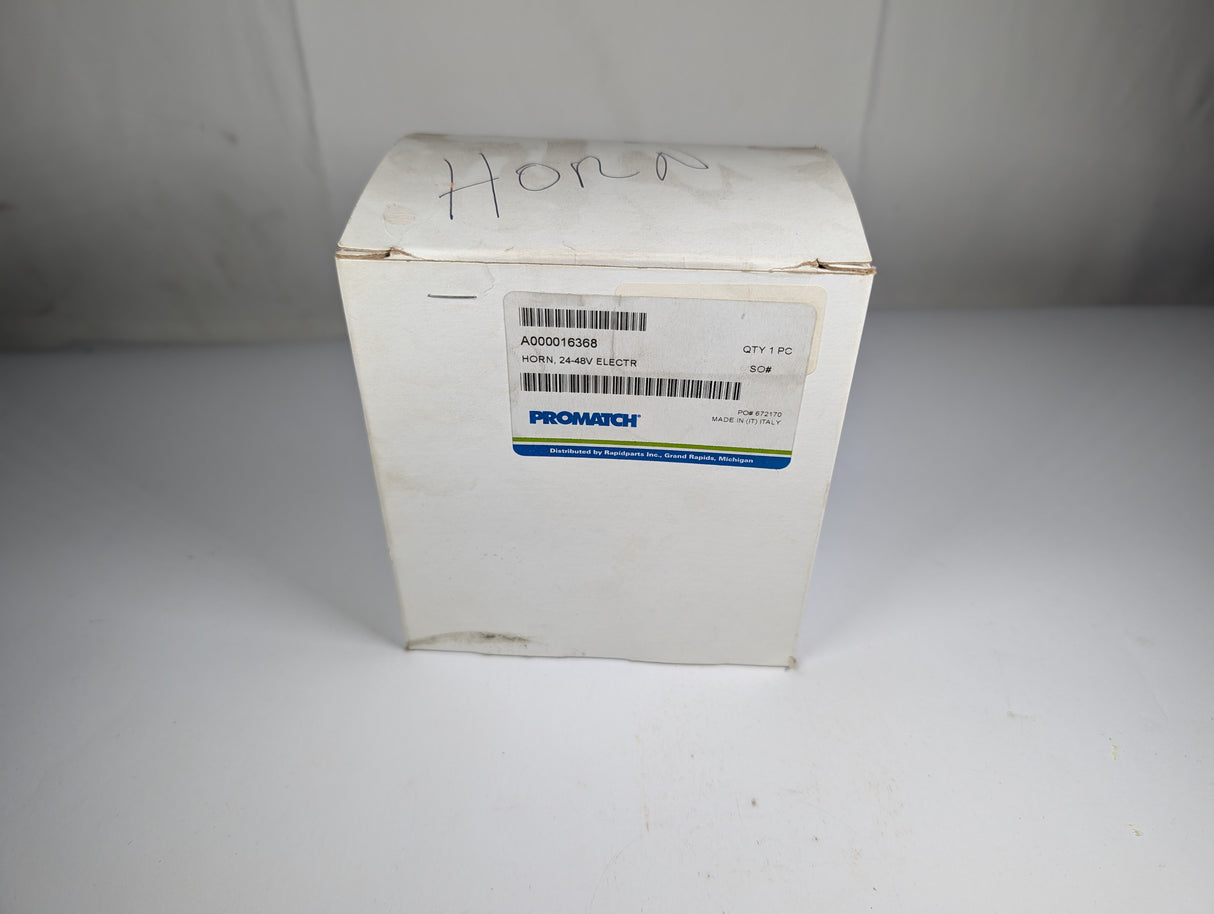 HORN
A000016368
QTY 1 PC
HORN, 24-48V ELECTR
SO#
PROMATCH
PO# 672170
MADE IN (IT) ITALY
Distributed by Rapidparts Inc., Grand Rapids, Michigan